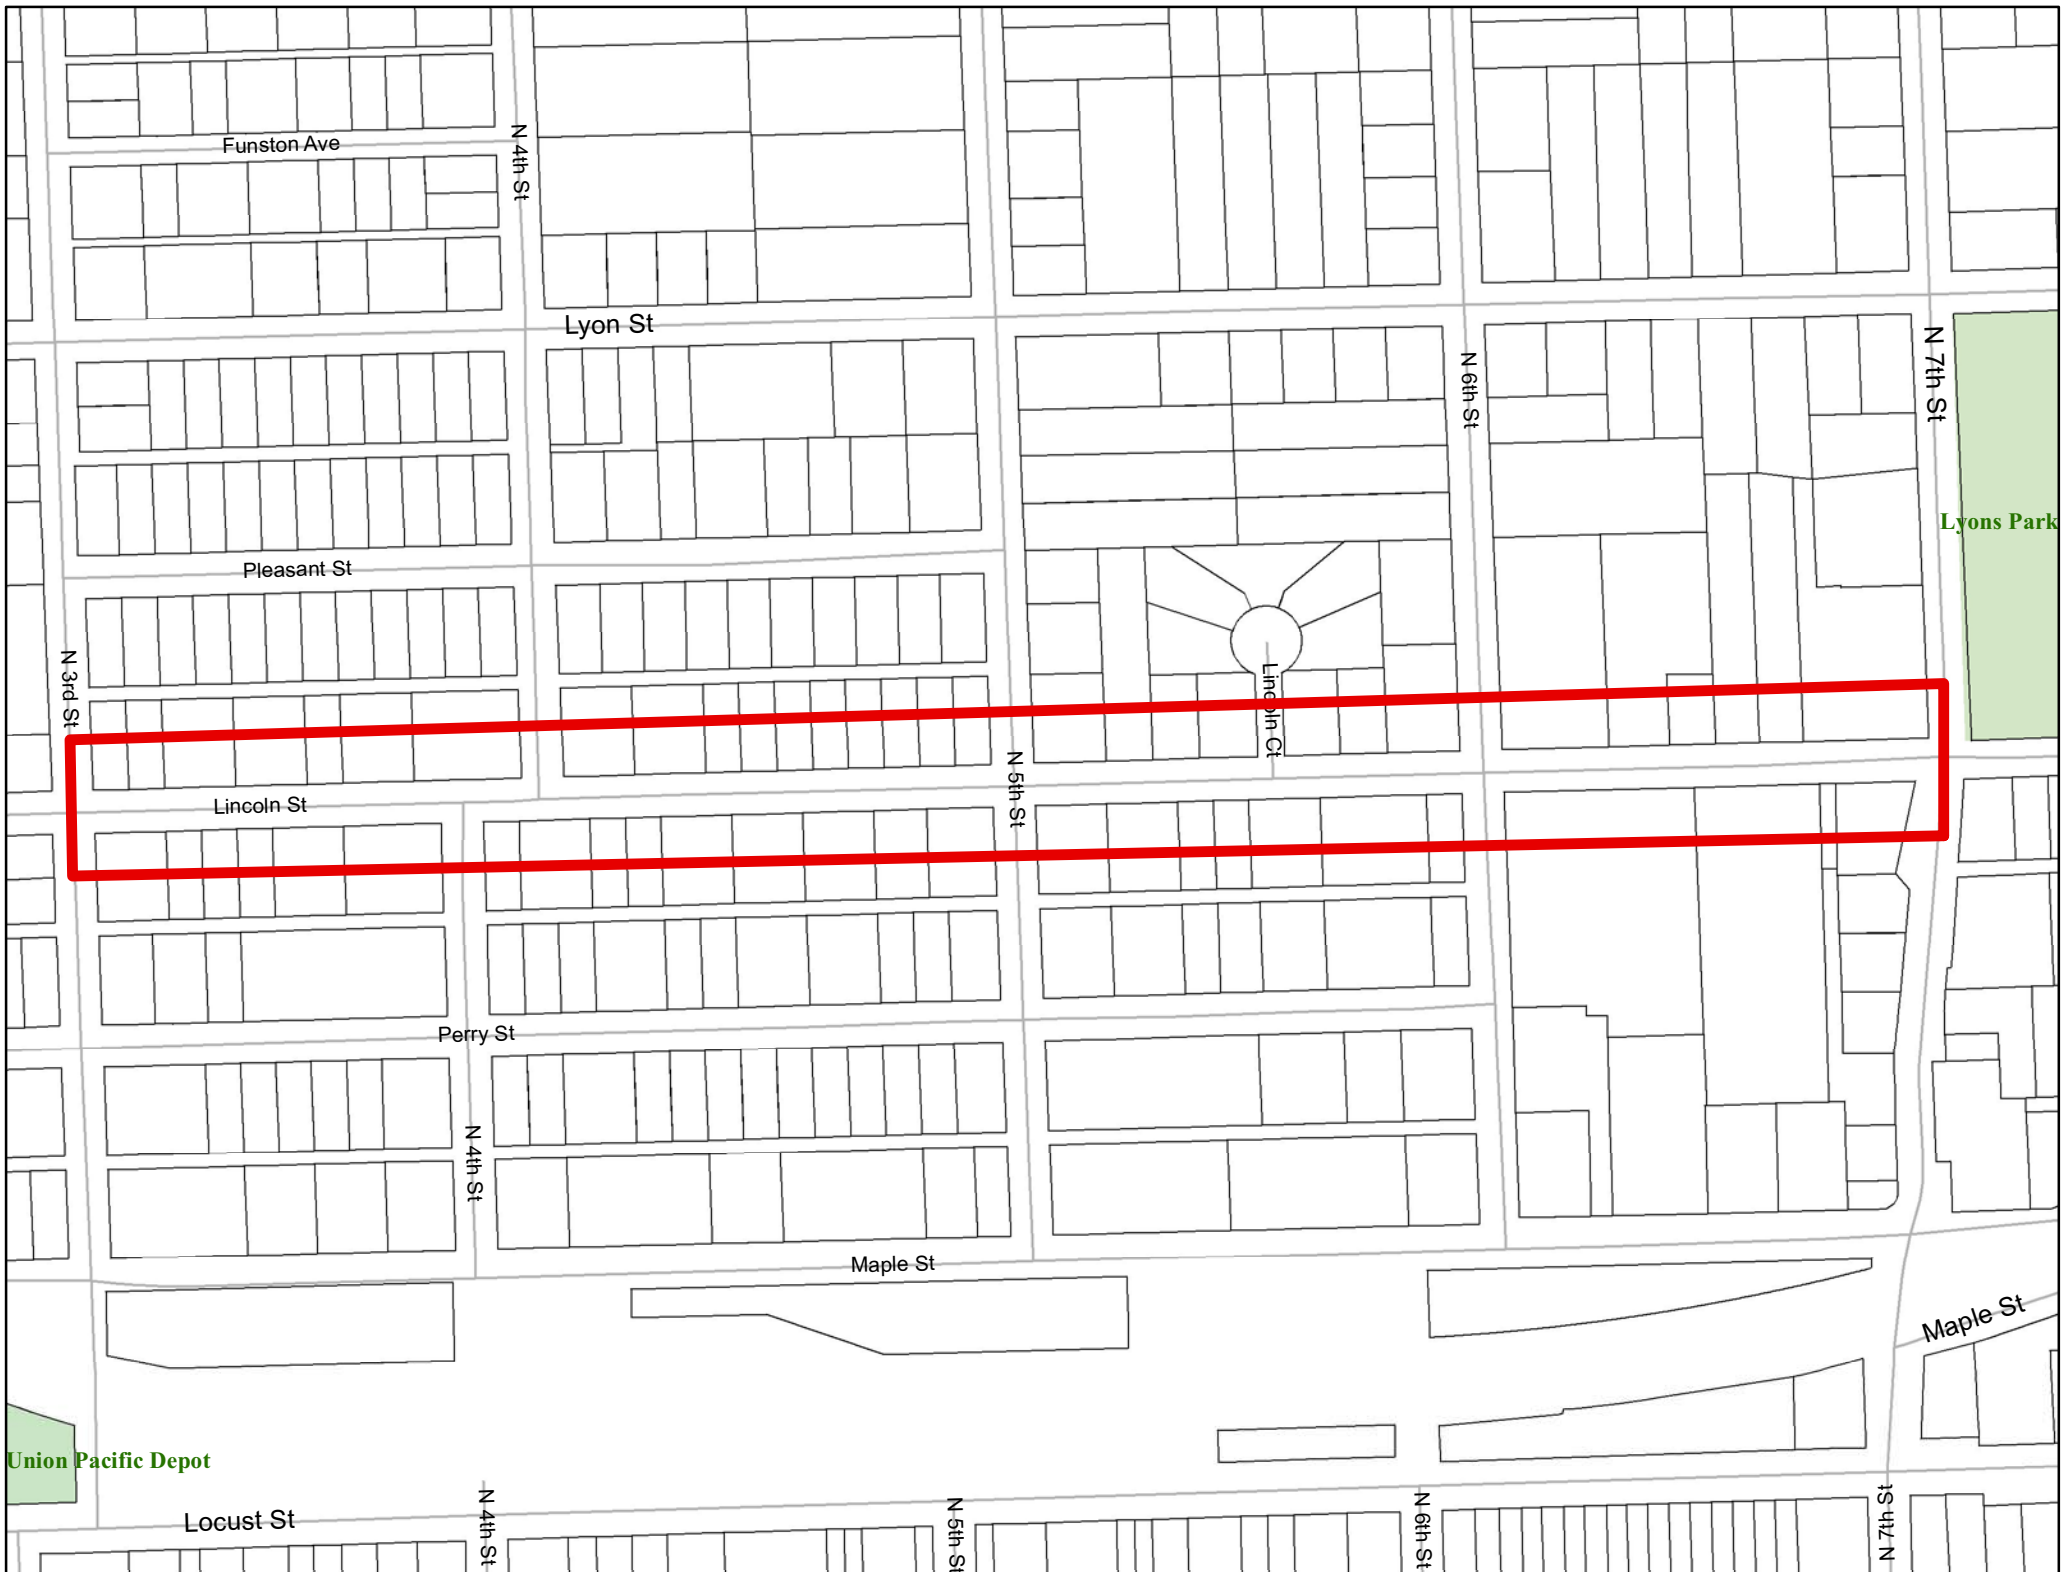 Funston Ave
N 4th St
Lyon St
N 7th St
N 6th St
Lyons Park
Pleasant St
N 3rd St
Lincoln Ct
N 5th St
Lincoln St
Perry St
N 4th St
Maple St
Maple St
Union Pacific Depot
Locust St
N 4th St
N 5th St
N 6th St
N 7th St